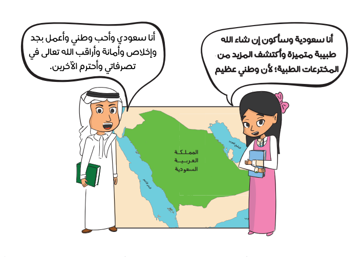 أنا سعودية وسأكون إن شاء الله
طبيبة متميزة وأكتشف المزيد من
المخترعات الطبية؛ لأن وطني عظيم
أنا سعودي وأحب وطني وأعمل بجد
وإخلاص وأمانة وأراقب الله تعالى في
تصرفاتي وأحترم الآخرين.
المملكة
العربية
السعودية